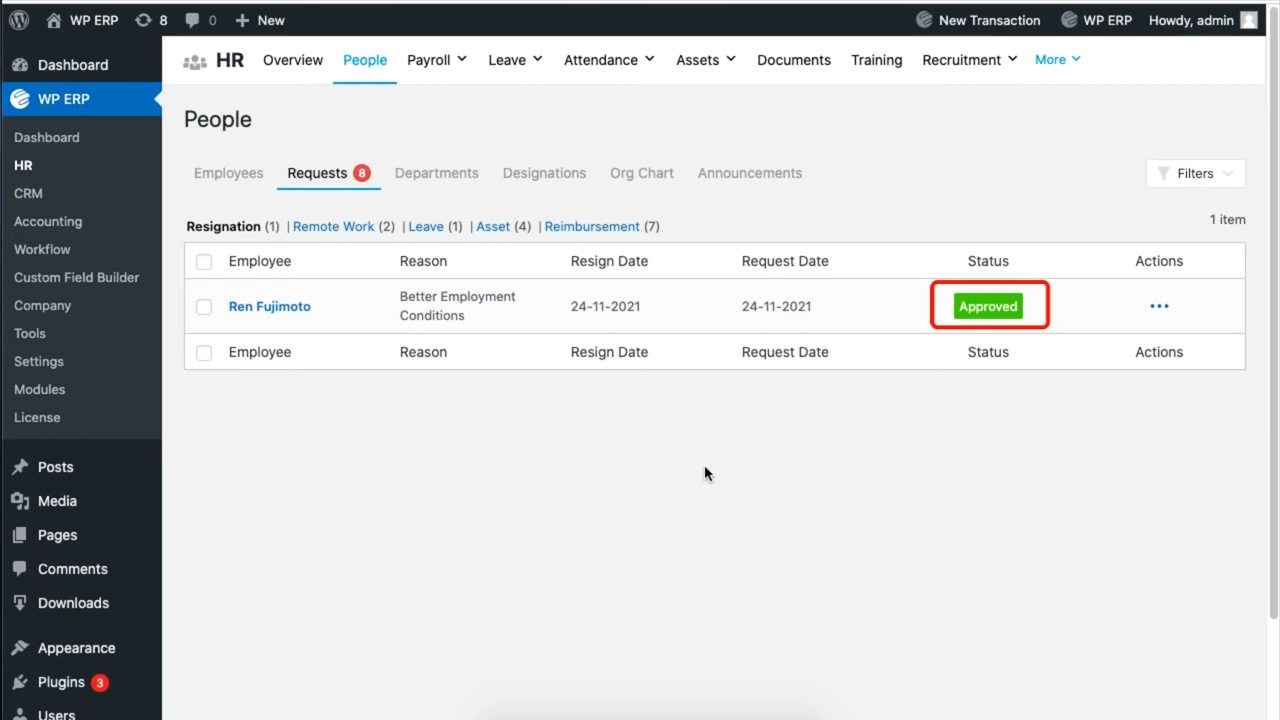 WP ERP 8 0 New New Transaction WP ERP Howdy, admin
HR Overview People Payroll Leave Attendance Assets Documents Training Recruitment More
Dashboard
WP ERP
Dashboard
HR
CRM
Accounting
Workflow
Custom Field Builder
Company
Tools
Settings
Modules
License
Posts
Media
Pages
Comments
Downloads
Appearance
Plugins 3
Users
People
Employees Requests 8 Departments Designations Org Chart Announcements Filters
Resignation (1) | Remote Work (2) | Leave (1) | Asset (4) | Reimbursement (7) 1 item
Employee Reason Resign Date Request Date Status Actions
Ren Fujimoto Better Employment Conditions 24-11-2021 24-11-2021 Approved
Employee Reason Resign Date Request Date Status Actions